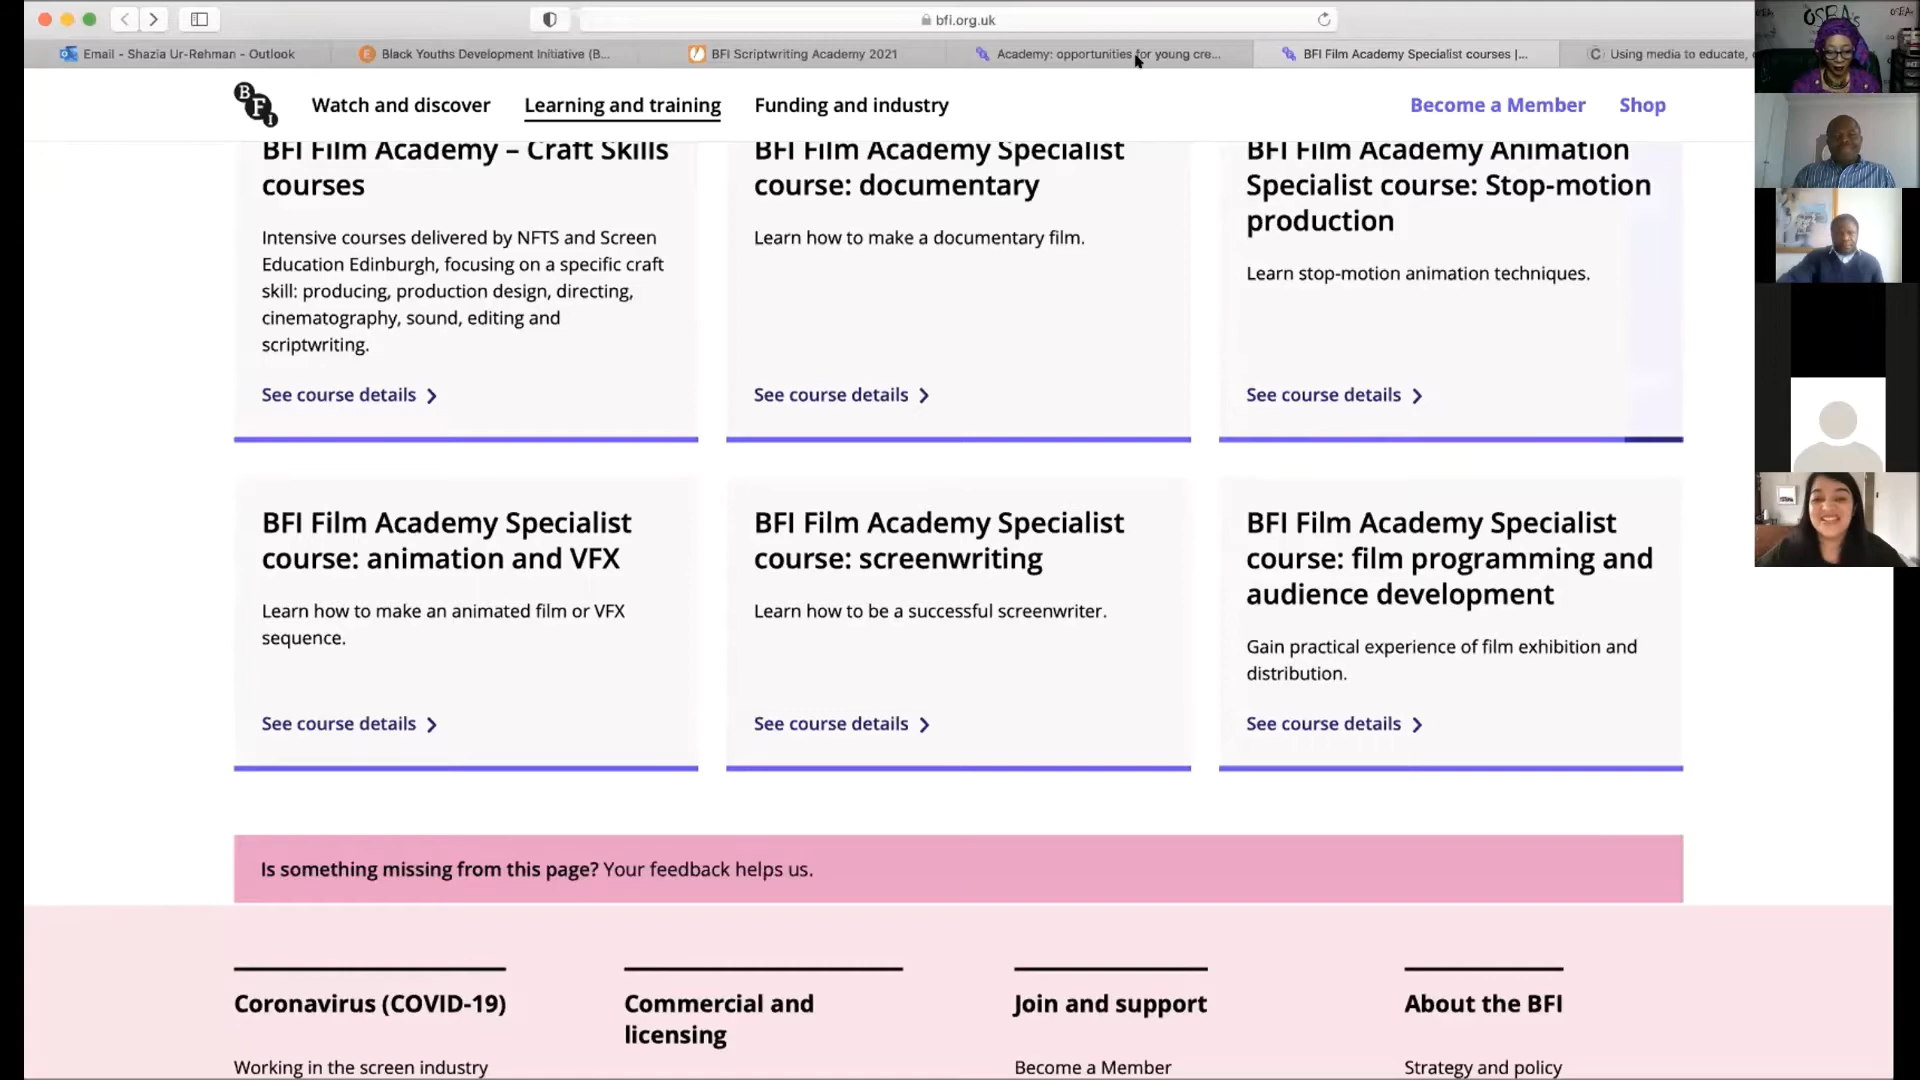 bfi.org.uk
Email - Shazia Ur-Rehman - Outlook
Black Youths Development Initiative (B...
BFI Scriptwriting Academy 2021
Academy: opportunities for young cre...
BFI Film Academy Specialist courses |...
Using media to educate,
BFI
Watch and discover
Learning and training
Funding and industry
Become a Member
Shop
BFI Film Academy – Craft Skills
courses
Intensive courses delivered by NFTS and Screen
Education Edinburgh, focusing on a specific craft
skill: producing, production design, directing,
cinematography, sound, editing and
scriptwriting.
See course details
BFI Film Academy Specialist
course: documentary
Learn how to make a documentary film.
See course details
BFI Film Academy Animation
Specialist course: Stop-motion
production
Learn stop-motion animation techniques.
See course details
BFI Film Academy Specialist
course: animation and VFX
Learn how to make an animated film or VFX
sequence.
See course details
BFI Film Academy Specialist
course: screenwriting
Learn how to be a successful screenwriter.
See course details
BFI Film Academy Specialist
course: film programming and
audience development
Gain practical experience of film exhibition and
distribution.
See course details
Is something missing from this page? Your feedback helps us.
Coronavirus (COVID-19)
Working in the screen industry
Commercial and
licensing
Join and support
Become a Member
About the BFI
Strategy and policy